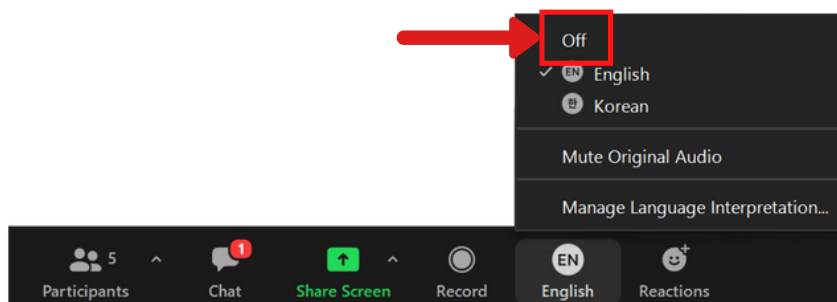 Off
EN English
한 Korean
Mute Original Audio
Manage Language Interpretation...
5 1 EN
Participants Chat Share Screen Record English Reactions